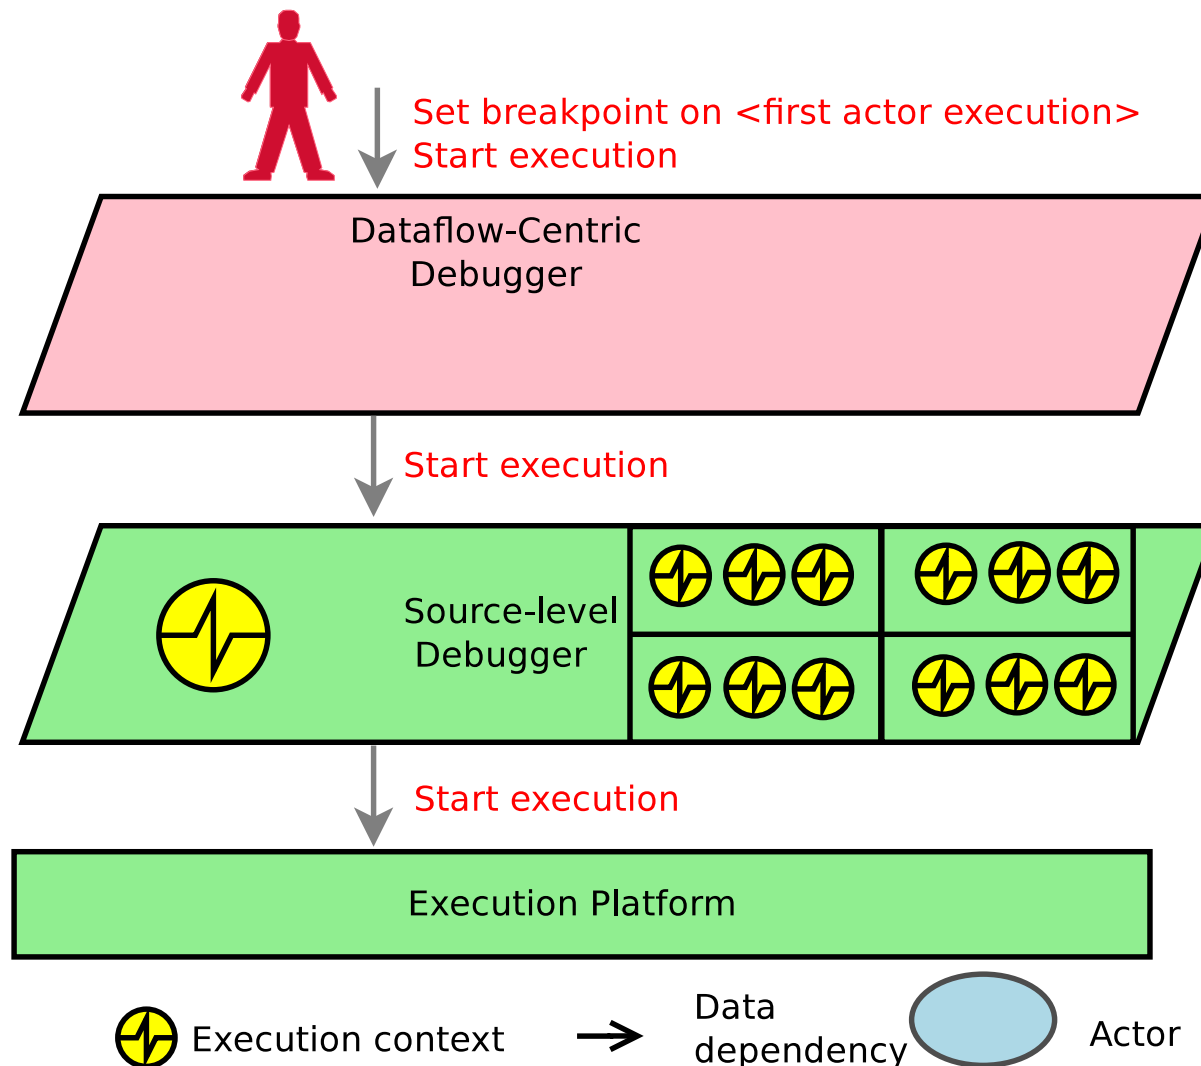 Set breakpoint on <first actor execution>
Start execution
Dataflow-Centric
Debugger
Start execution
Source-level
Debugger
Start execution
Execution Platform
Execution context
Data
dependency
Actor